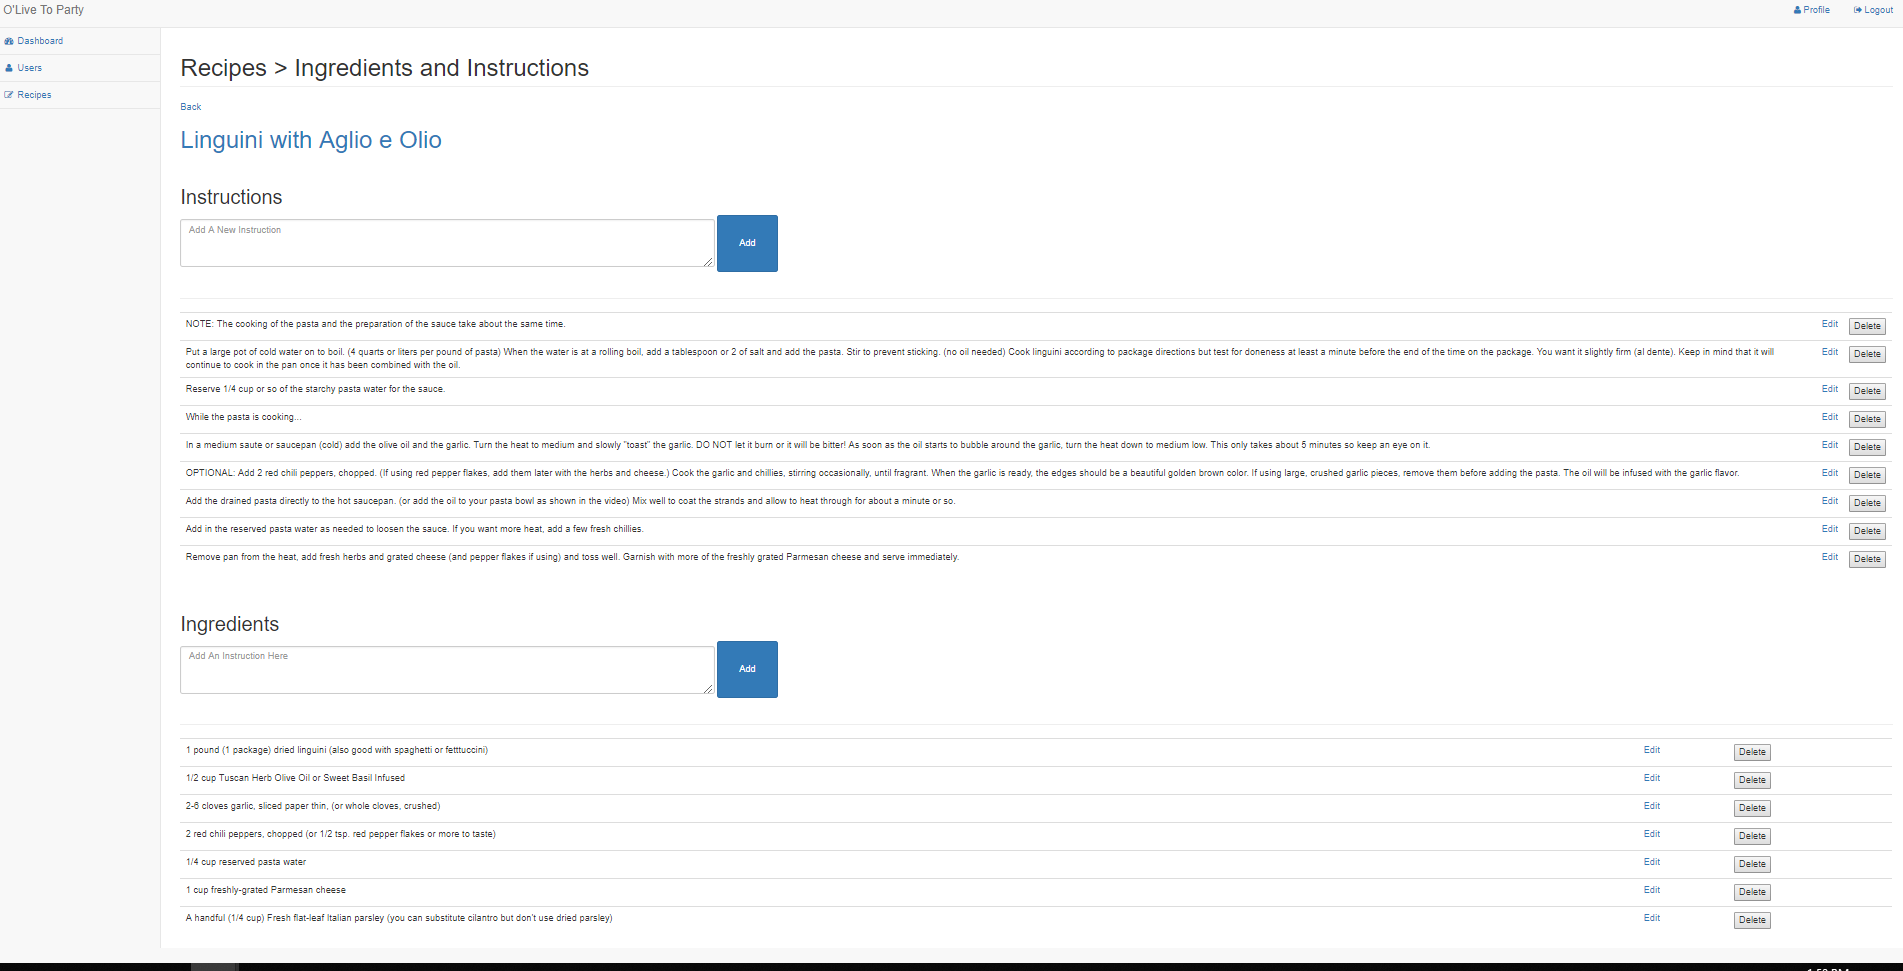 O'Live To Party
Profile
Logout
Dashboard
Users
Recipes
Recipes > Ingredients and Instructions
Back
Linguini with Aglio e Olio
Instructions
Add A New Instruction
Add
NOTE: The cooking of the pasta and the preparation of the sauce take about the same time.
Edit
Delete
Put a large pot of cold water on to boil. (4 quarts or liters per pound of pasta) When the water is at a rolling boil, add a tablespoon or 2 of salt and add the pasta. Stir to prevent sticking. (no oil needed) Cook linguini according to package directions but test for doneness at least a minute before the end of the time on the package. You want it slightly firm (al dente). Keep in mind that it will
continue to cook in the pan once it has been combined with the oil.
Edit
Delete
Reserve 1/4 cup or so of the starchy pasta water for the sauce.
Edit
Delete
While the pasta is cooking...
Edit
Delete
In a medium saute or saucepan (cold) add the olive oil and the garlic. Turn the heat to medium and slowly "toast" the garlic. DO NOT let it burn or it will be bitter! As soon as the oil starts to bubble around the garlic, turn the heat down to medium low. This only takes about 5 minutes so keep an eye on it.
Edit
Delete
OPTIONAL: Add 2 red chili peppers, chopped. (If using red pepper flakes, add them later with the herbs and cheese.) Cook the garlic and chillies, stirring occasionally, until fragrant. When the garlic is ready, the edges should be a beautiful golden brown color. If using large, crushed garlic pieces, remove them before adding the pasta. The oil will be infused with the garlic flavor.
Edit
Delete
Add the drained pasta directly to the hot saucepan. (or add the oil to your pasta bowl as shown in the video) Mix well to coat the strands and allow to heat through for about a minute or so.
Edit
Delete
Add in the reserved pasta water as needed to loosen the sauce. If you want more heat, add a few fresh chillies.
Edit
Delete
Remove pan from the heat, add fresh herbs and grated cheese (and pepper flakes if using) and toss well. Garnish with more of the freshly grated Parmesan cheese and serve immediately.
Edit
Delete
Ingredients
Add An Instruction Here
Add
1 pound (1 package) dried linguini (also good with spaghetti or fetttuccini)
Edit
Delete
1/2 cup Tuscan Herb Olive Oil or Sweet Basil Infused
Edit
Delete
2-6 cloves garlic, sliced paper thin, (or whole cloves, crushed)
Edit
Delete
2 red chili peppers, chopped (or 1/2 tsp. red pepper flakes or more to taste)
Edit
Delete
1/4 cup reserved pasta water
Edit
Delete
1 cup freshly-grated Parmesan cheese
Edit
Delete
A handful (1/4 cup) Fresh flat-leaf Italian parsley (you can substitute cilantro but don't use dried parsley)
Edit
Delete